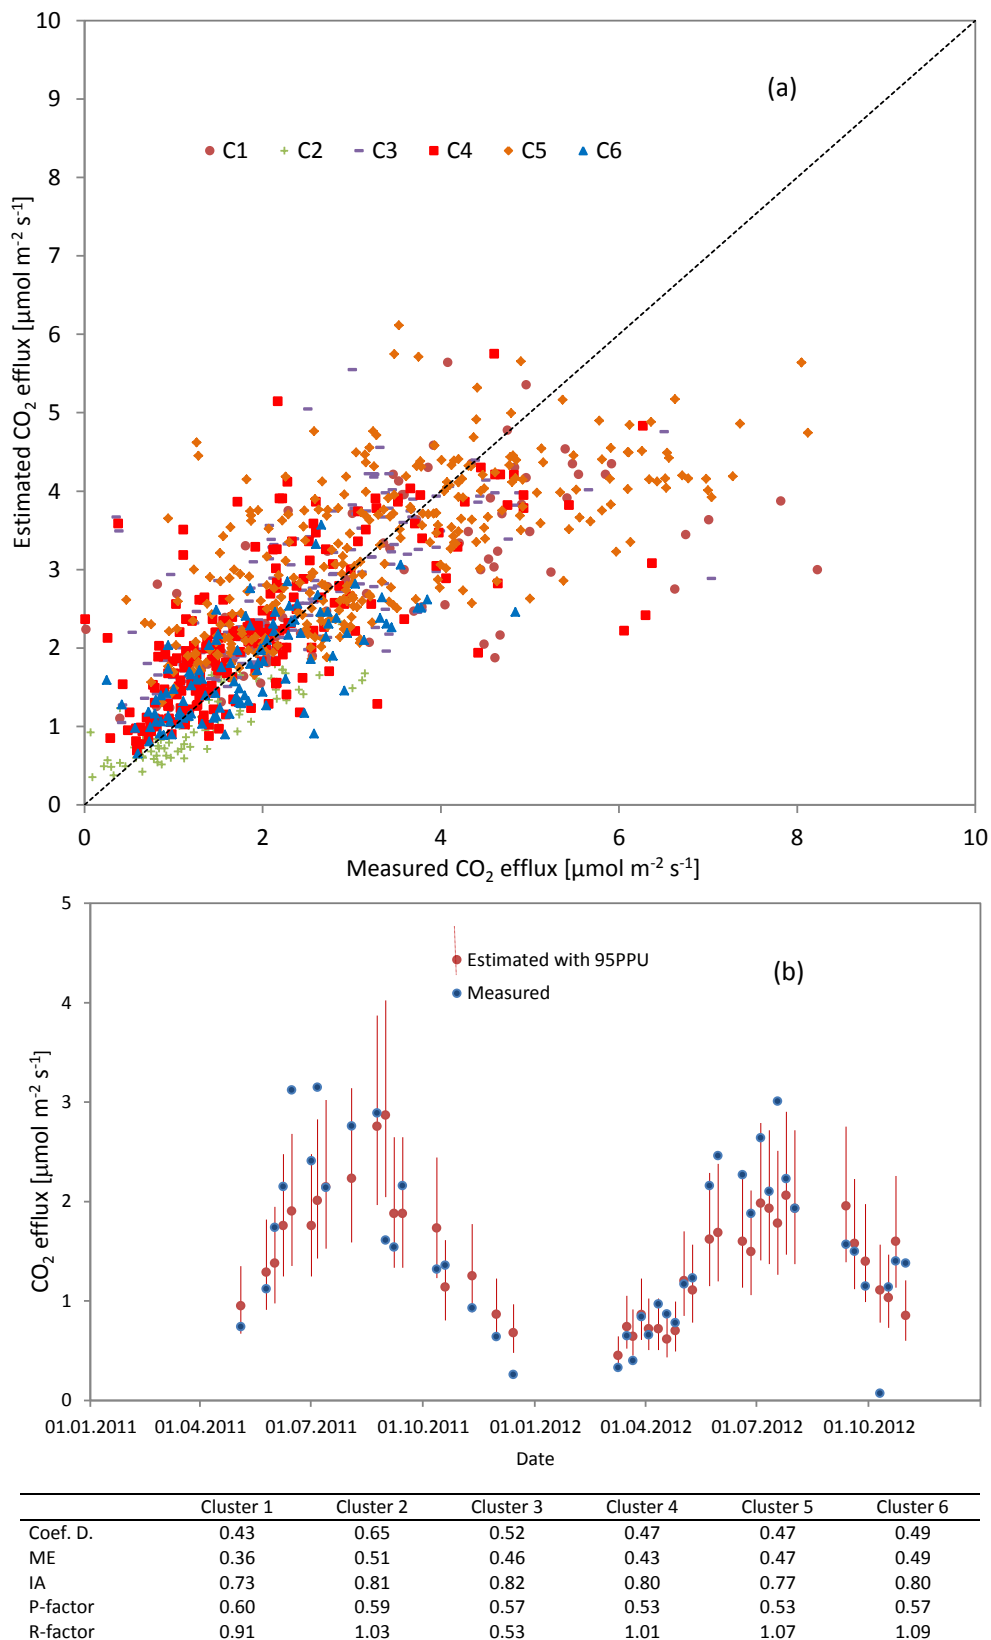 10
9
8
7
6
5
4
3
2
1
0
Estimated CO2 efflux [µmol m-2 s-1]
(a)
C1 C2 C3 C4 C5 C6
0 2 4 6 8 10
Measured CO2 efflux [µmol m-2 s-1]
5
4
3
2
1
0
CO2 efflux [µmol m-2 s-1]
Estimated with 95PPU
Measured
(b)
01.01.2011 01.04.2011 01.07.2011 01.10.2011 01.01.2012 01.04.2012 01.07.2012 01.10.2012
Date
Cluster 1 Cluster 2 Cluster 3 Cluster 4 Cluster 5 Cluster 6
Coef. D. 0.43 0.65 0.52 0.47 0.47 0.49
ME 0.36 0.51 0.46 0.43 0.47 0.49
IA 0.73 0.81 0.82 0.80 0.77 0.80
P-factor 0.60 0.59 0.57 0.53 0.53 0.57
R-factor 0.91 1.03 0.53 1.01 1.07 1.09